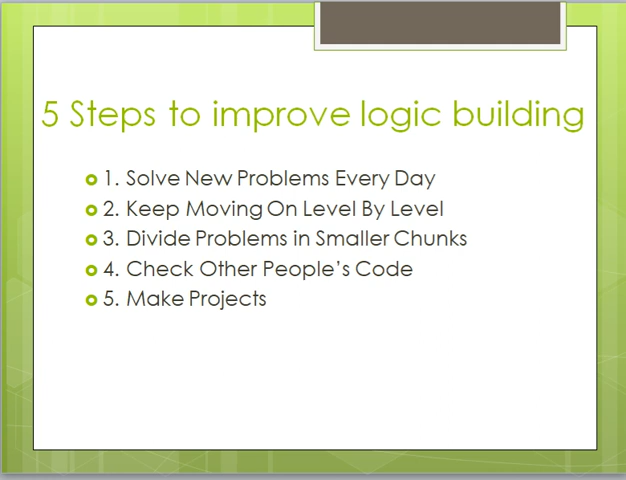 5 Steps to improve logic building
1. Solve New Problems Every Day
2. Keep Moving On Level By Level
3. Divide Problems in Smaller Chunks
4. Check Other People's Code
5. Make Projects